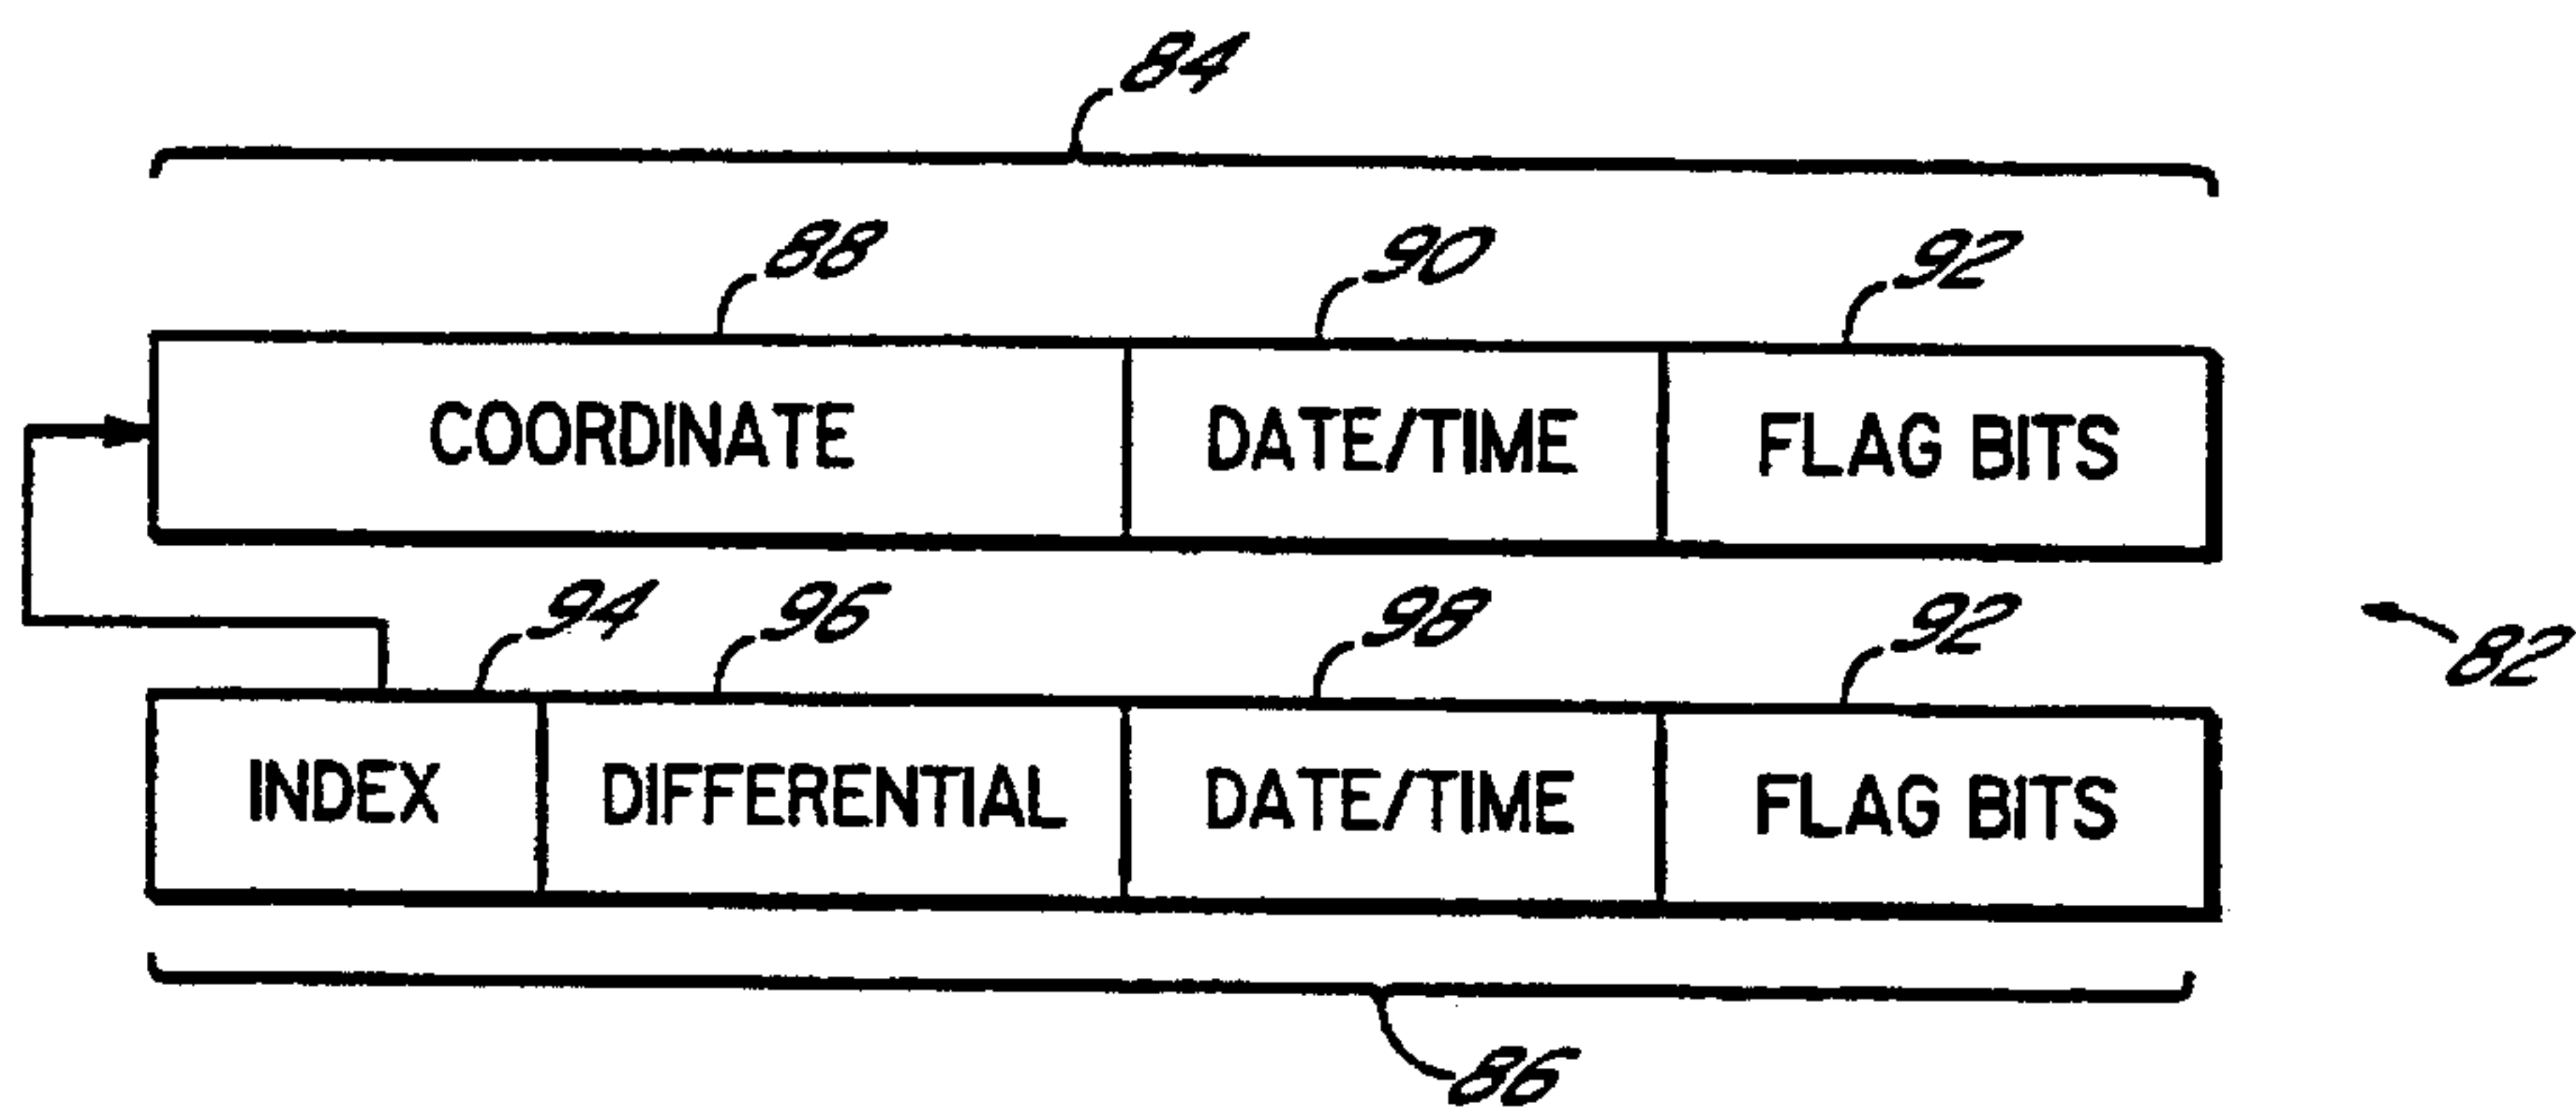 84
88 90 92
COORDINATE DATE/TIME FLAG BITS
94 96 98 92
82
INDEX DIFFERENTIAL DATE/TIME FLAG BITS
86